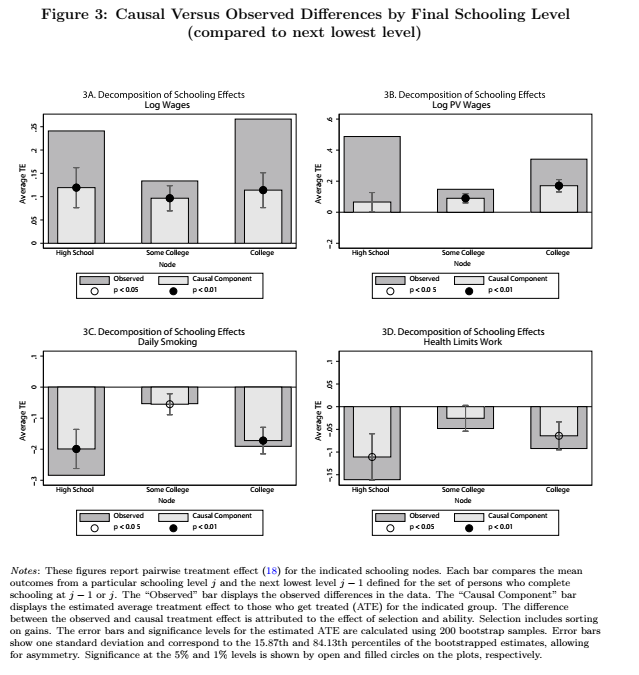 Figure 3: Causal Versus Observed Differences by Final Schooling Level
(compared to next lowest level)
3A. Decomposition of Schooling Effects
Log Wages
Average TE
.25
.2
.15
.1
.05
0
High School
Some College
College
Node
Observed
Causal Component
p < 0.05
p < 0.01
3B. Decomposition of Schooling Effects
Log PV Wages
Average TE
.6
.4
.2
0
-.2
High School
Some College
College
Node
Observed
Causal Component
p < 0.0 5
p < 0.01
3C. Decomposition of Schooling Effects
Daily Smoking
Average TE
.1
0
-.1
-.2
-.3
High School
Some College
College
Node
Observed
Causal Component
p < 0.0 5
p < 0.01
3D. Decomposition of Schooling Effects
Health Limits Work
Average TE
.1
.05
0
-.05
-.1
-.15
High School
Some College
College
Node
Observed
Causal Component
p < 0.05
p < 0.01
Notes: These figures report pairwise treatment effect (18) for the indicated schooling nodes. Each bar compares the mean
outcomes from a particular schooling level j and the next lowest level j − 1 defined for the set of persons who complete
schooling at j − 1 or j. The “Observed” bar displays the observed differences in the data. The “Causal Component” bar
displays the estimated average treatment effect to those who get treated (ATE) for the indicated group. The difference
between the observed and causal treatment effect is attributed to the effect of selection and ability. Selection includes sorting
on gains. The error bars and significance levels for the estimated ATE are calculated using 200 bootstrap samples. Error bars
show one standard deviation and correspond to the 15.87th and 84.13th percentiles of the bootstrapped estimates, allowing
for asymmetry. Significance at the 5% and 1% levels is shown by open and filled circles on the plots, respectively.